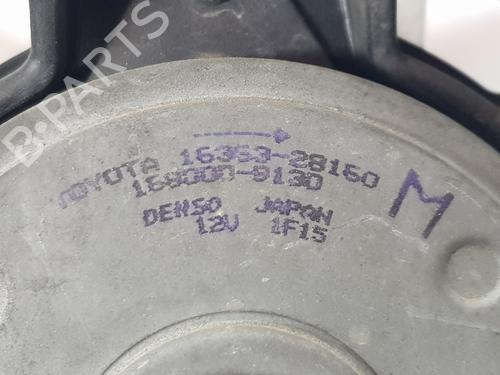 B-PARTS
TOYOTA 16363-28160
168000-9130
DENSO JAPAN
12V 1F15
M